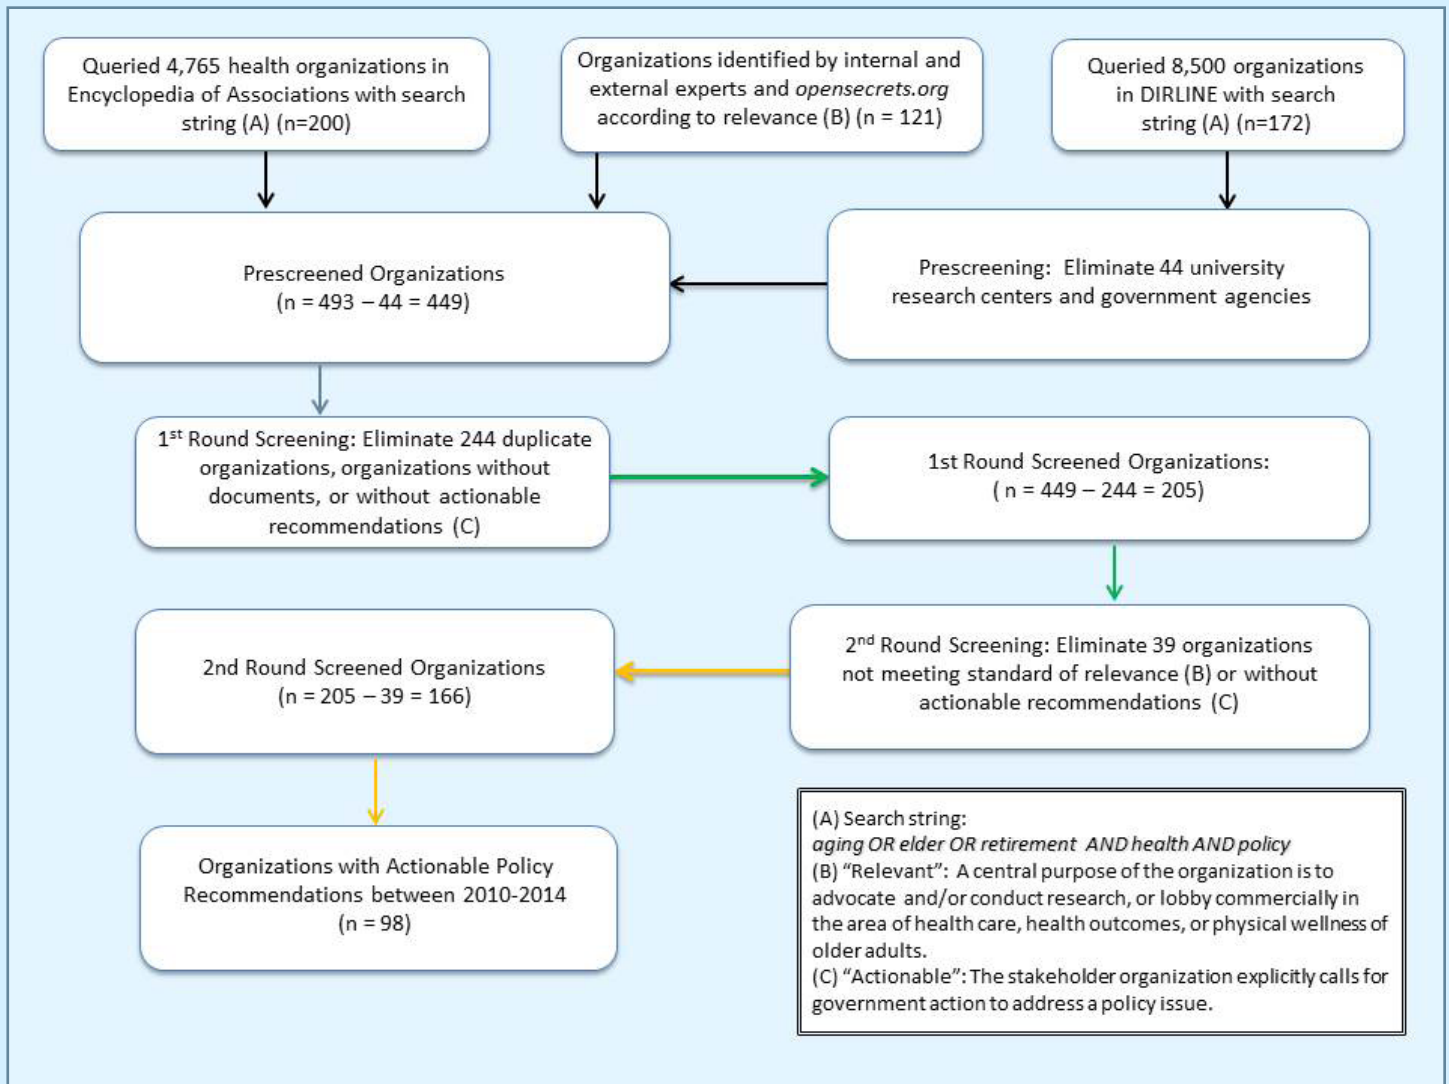 Queried 4,765 health organizations in
Encyclopedia of Associations with search
string (A) (n=200)
Organizations identified by internal and
external experts and opensecrets.org
according to relevance (B) (n = 121)
Queried 8,500 organizations
in DIRLINE with search
string (A) (n=172)
Prescreened Organizations
(n = 493 – 44 = 449)
Prescreening: Eliminate 44 university
research centers and government agencies
1st Round Screening: Eliminate 244 duplicate
organizations, organizations without
documents, or without actionable
recommendations (C)
1st Round Screened Organizations:
( n = 449 – 244 = 205)
2nd Round Screened Organizations
(n = 205 – 39 = 166)
2nd Round Screening: Eliminate 39 organizations
not meeting standard of relevance (B) or without
actionable recommendations (C)
Organizations with Actionable Policy
Recommendations between 2010-2014
(n = 98)
(A) Search string:
aging OR elder OR retirement AND health AND policy
(B) “Relevant”: A central purpose of the organization is to
advocate and/or conduct research, or lobby commercially in
the area of health care, health outcomes, or physical wellness of
older adults.
(C) “Actionable”: The stakeholder organization explicitly calls for
government action to address a policy issue.